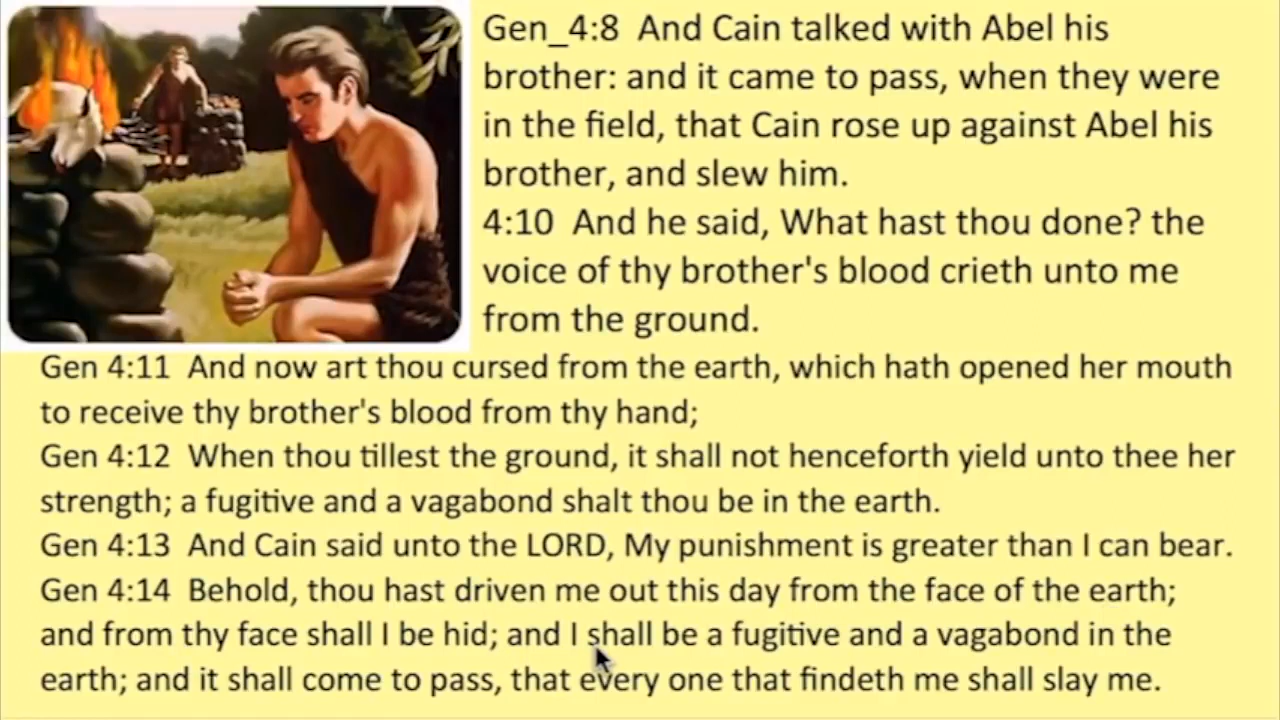 Gen_4:8 And Cain talked with Abel his
brother: and it came to pass, when they were
in the field, that Cain rose up against Abel his
brother, and slew him.
4:10 And he said, What hast thou done? the
voice of thy brother's blood crieth unto me
from the ground.
Gen 4:11 And now art thou cursed from the earth, which hath opened her mouth
to receive thy brother's blood from thy hand;
Gen 4:12 When thou tillest the ground, it shall not henceforth yield unto thee her
strength; a fugitive and a vagabond shalt thou be in the earth.
Gen 4:13 And Cain said unto the LORD, My punishment is greater than I can bear.
Gen 4:14 Behold, thou hast driven me out this day from the face of the earth;
and from thy face shall I be hid; and I shall be a fugitive and a vagabond in the
earth; and it shall come to pass, that every one that findeth me shall slay me.